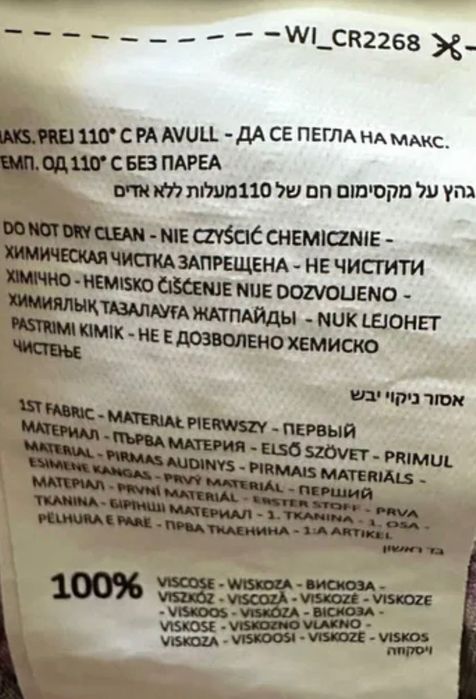 WI_CR2268
MAKS. PREJ 110° C PA AVULL - ДА СЕ ПЕГЛА НА МАКС.
ТЕМП. ОД 110° С БЕЗ ПАРЕА
גהץ על מקסימום חם של 110מעלות ללא אדים
DO NOT DRY CLEAN - NIE CZYŚCIĆ CHEMICZNIE -
ХИМИЧЕСКАЯ ЧИСТКА ЗАПРЕЩЕНА - НЕ ЧИСТИТИ
ХІМІЧНО - HEMISKO ČIŠĆENJE NIJE DOZVOLJENO -
ХИМИЯЛЫҚ ТАЗАЛАУҒА ЖАТПАЙДЫ - NUK LEJOHET
PASTRIMI KIMIK - НЕ Е ДОЗВОЛЕНО ХЕМИСКО
ЧИСТЕЊЕ
אסור ניקוי יבש
1ST FABRIC - MATERIAŁ PIERWSZY - ПЕРВЫЙ
МАТЕРИАЛ - ПЪРВА МАТЕРИЯ - ELSŐ SZÖVET - PRIMUL
MATERIAL - PIRMAS AUDINYS - PIRMAIS MATERIĀLS -
ESIMENE KANGAS - PRVÝ MATERIÁL - ПЕРШИЙ
МАТЕРІАЛ - PRVNÍ MATERIÁL - ERSTER STOFF - PRVA
TKANINA - БІРІНШІ МАТЕРИАЛ - 1. TKANINA - 1. OSA -
PËLHURA E PARË - ПРВА ТКАЕНИНА - 1:A ARTIKEL
בד ראשון
100% VISCOSE - WISKOZA - ВИСКОЗА -
VISZKÓZ - VISCOZĂ - VISKOZĖ - VISKOZE
- VISKOOS - VISKÓZA - ВІСКОЗА -
VISKOSE - VISKOZNO VLAKNO -
VISKOZA - VISKOOSI - VISKOZË - VISKOS
ויסקוזה